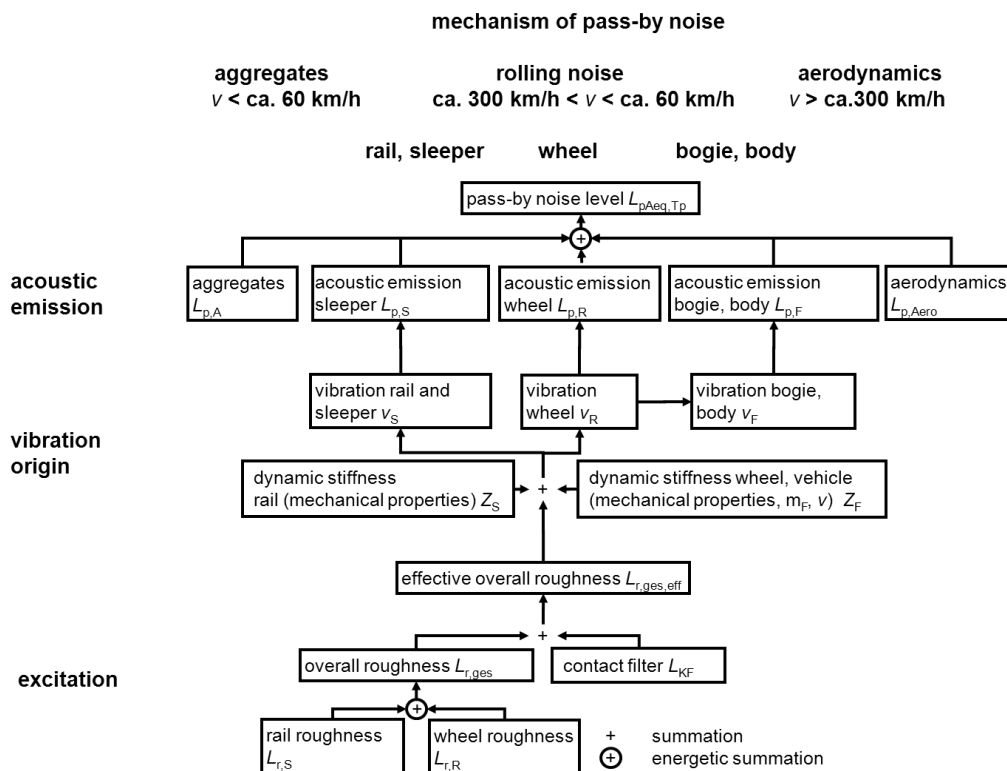 mechanism of pass-by noise
aggregates
v < ca. 60 km/h
rolling noise
ca. 300 km/h < v < ca. 60 km/h
aerodynamics
v > ca.300 km/h
rail, sleeper
wheel
bogie, body
pass-by noise level LpAeq,Tp
+
acoustic
emission
aggregates
Lp,A
acoustic emission
sleeper Lp,S
acoustic emission
wheel Lp,R
acoustic emission
bogie, body Lp,F
aerodynamics
Lp,Aero
vibration
origin
vibration rail and
sleeper vS
vibration
wheel vR
vibration bogie,
body vF
dynamic stiffness
rail (mechanical properties) ZS
+
dynamic stiffness wheel, vehicle
(mechanical properties, mF, v) ZF
effective overall roughness Lr,ges,eff
+
excitation
overall roughness Lr,ges
contact filter LKF
+
rail roughness
Lr,S
wheel roughness
Lr,R
+ summation
+ energetic summation